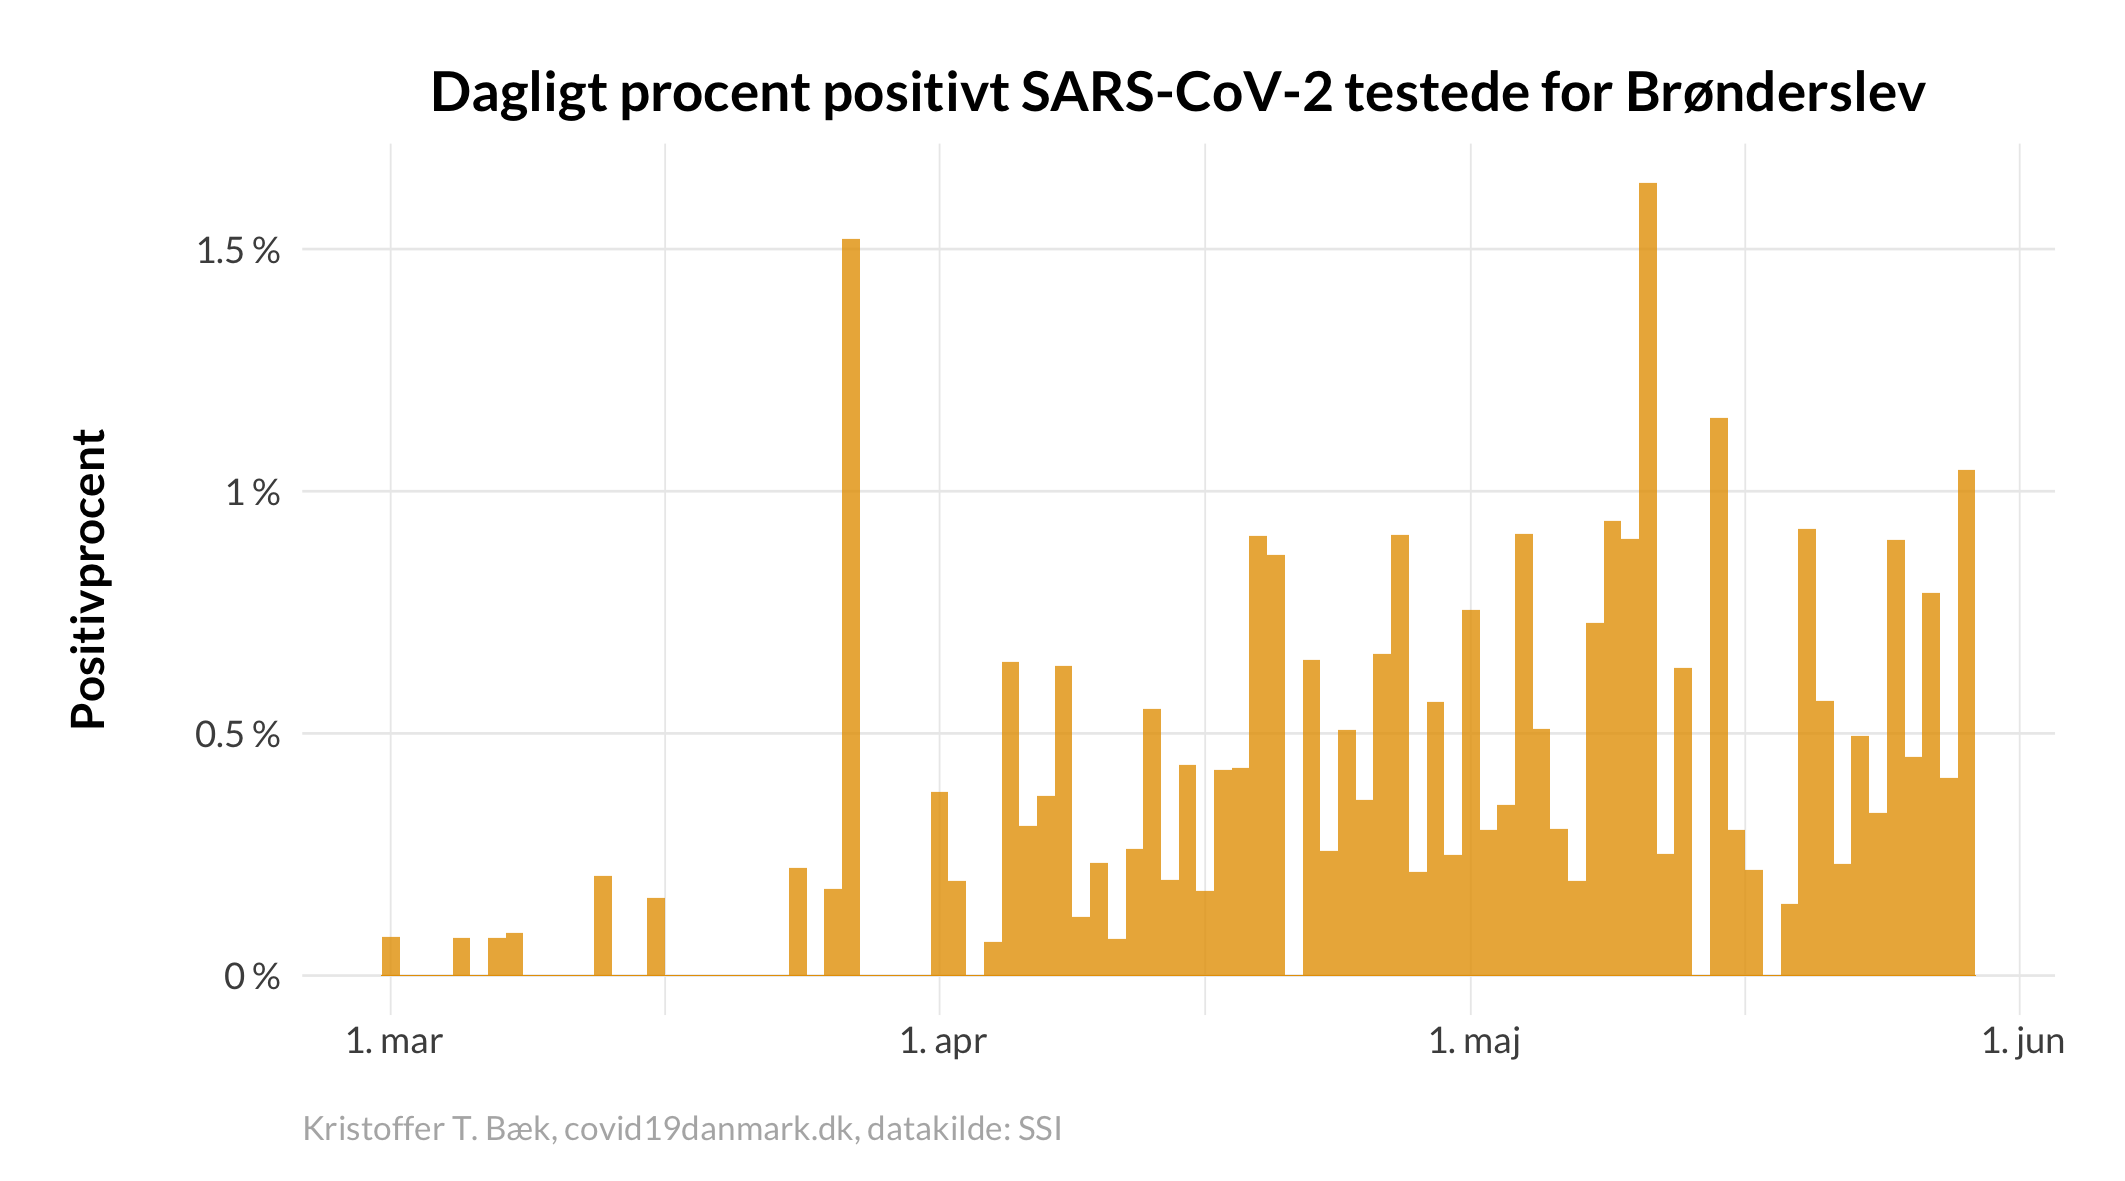 Dagligt procent positivt SARS-CoV-2 testede for Brønderslev
Positivprocent
1.5 %
1 %
0.5 %
0 %
1. mar
1. apr
1. maj
1. jun
Kristoffer T. Bæk, covid19danmark.dk, datakilde: SSI